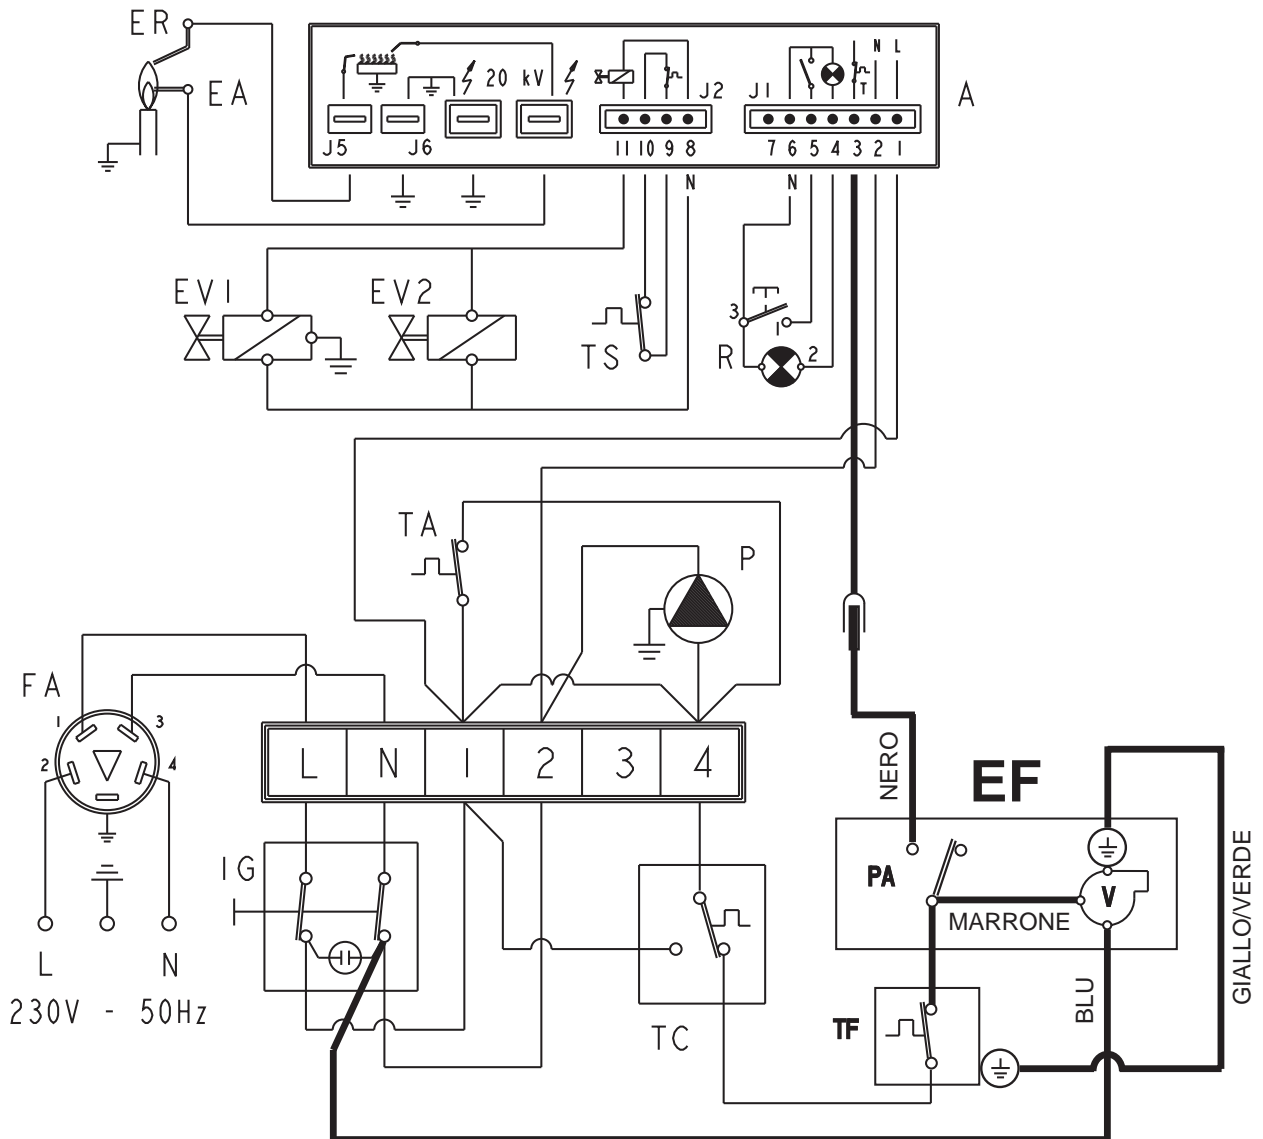 ER
EA
20 kV
J2
J1
N L
T
A
J5
J6
11 10 9 8
7 6 5 4 3 2 1
N
N
EV1
EV2
TS
3
1
R
2
TA
P
FA
1
3
2
4
L N 1 2 3 4
NERO
EF
IG
PA
V
MARRONE
GIALLO/VERDE
L
N
BLU
230V - 50Hz
TC
TF